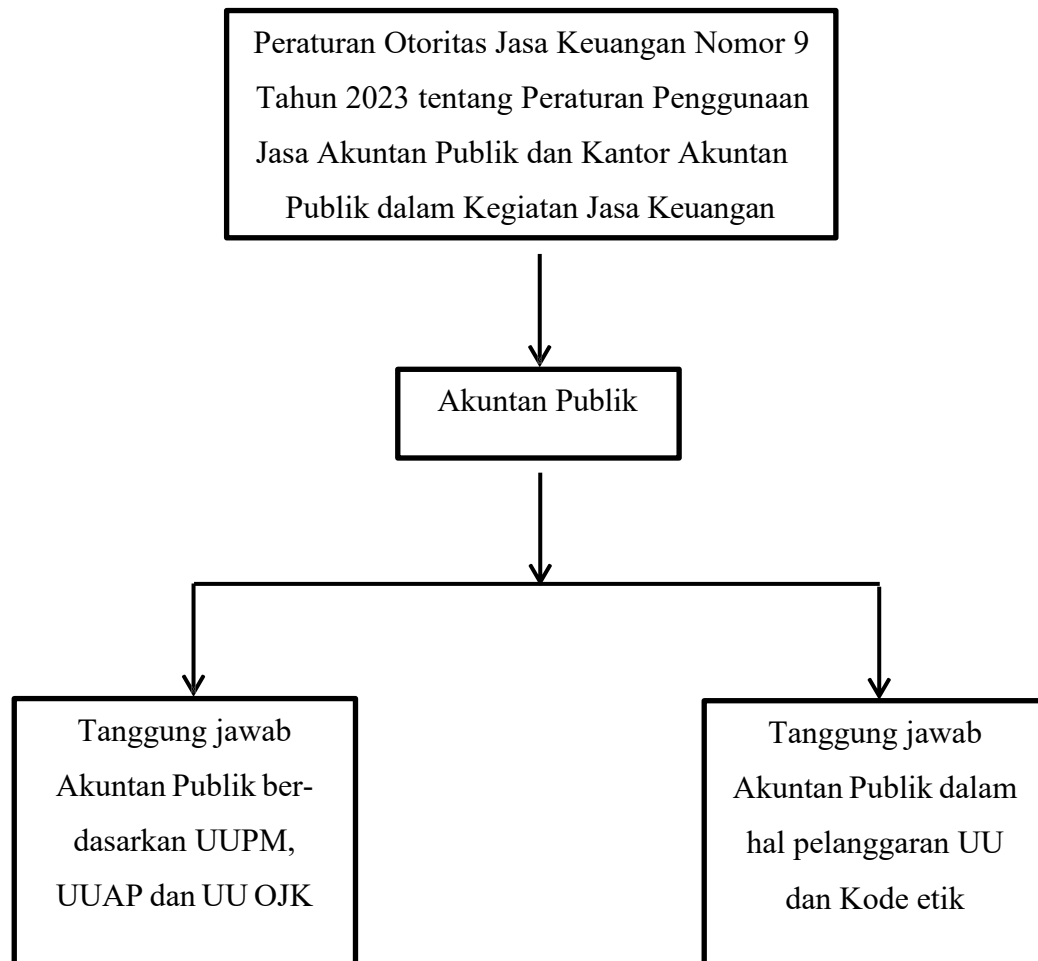 Peraturan Otoritas Jasa Keuangan Nomor 9
Tahun 2023 tentang Peraturan Penggunaan
Jasa Akuntan Publik dan Kantor Akuntan
Publik dalam Kegiatan Jasa Keuangan
Akuntan Publik
Tanggung jawab
Akuntan Publik ber-
dasarkan UUPM,
UUAP dan UU OJK
Tanggung jawab
Akuntan Publik dalam
hal pelanggaran UU
dan Kode etik